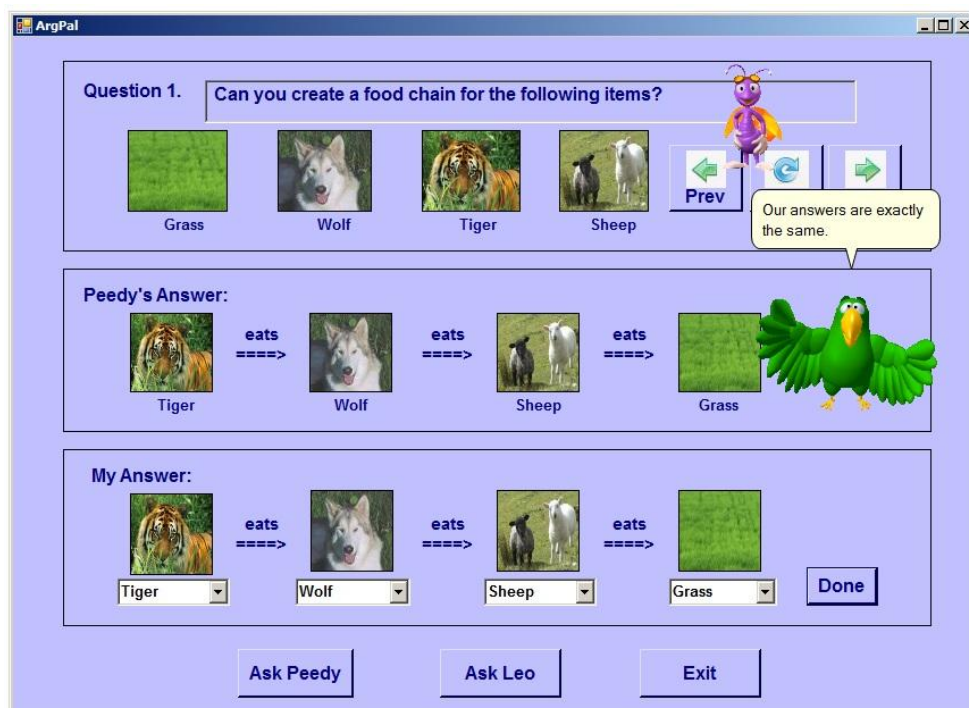 ArgPal
Question 1.
Can you create a food chain for the following items?
Grass
Wolf
Tiger
Sheep
Prev
Our answers are exactly
the same.
Peedy's Answer:
eats
====>
eats
====>
eats
====>
Tiger
Wolf
Sheep
Grass
My Answer:
eats
====>
eats
====>
eats
====>
Tiger
Wolf
Sheep
Grass
Done
Ask Peedy
Ask Leo
Exit